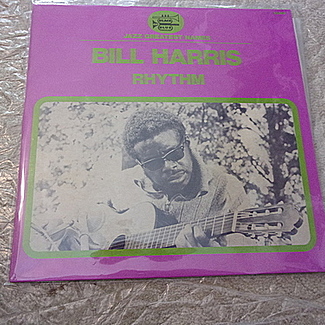 JAZZ GREATEST NAMES
BILL HARRIS
RHYTHM